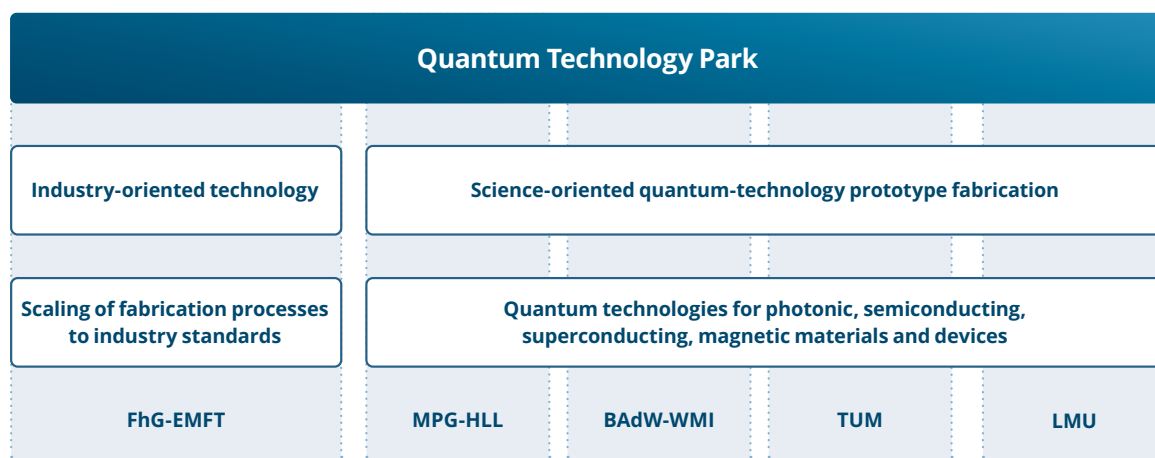 Quantum Technology Park
Industry-oriented technology
Science-oriented quantum-technology prototype fabrication
Scaling of fabrication processes
to industry standards
Quantum technologies for photonic, semiconducting,
superconducting, magnetic materials and devices
FhG-EMFT
MPG-HLL
BAdW-WMI
TUM
LMU